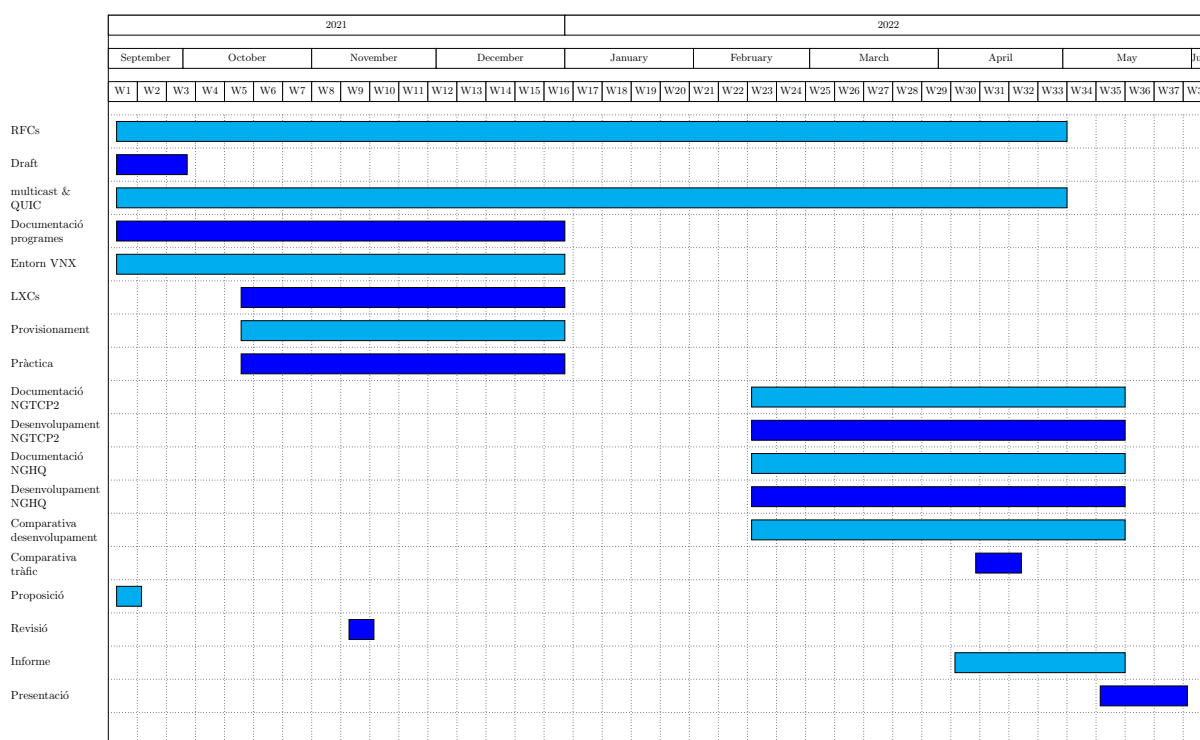 2021 2022
September October November December January February March April May Ju
W1 W2 W3 W4 W5 W6 W7 W8 W9 W10 W11 W12 W13 W14 W15 W16 W17 W18 W19 W20 W21 W22 W23 W24 W25 W26 W27 W28 W29 W30 W31 W32 W33 W34 W35 W36 W37 W3
RFCs
Draft
multicast &
QUIC
Documentació
programes
Entorn VNX
LXCs
Provisionament
Pràctica
Documentació
NGTCP2
Desenvolupament
NGTCP2
Documentació
NGHQ
Desenvolupament
NGHQ
Comparativa
desenvolupament
Comparativa
tràfic
Proposició
Revisió
Informe
Presentació